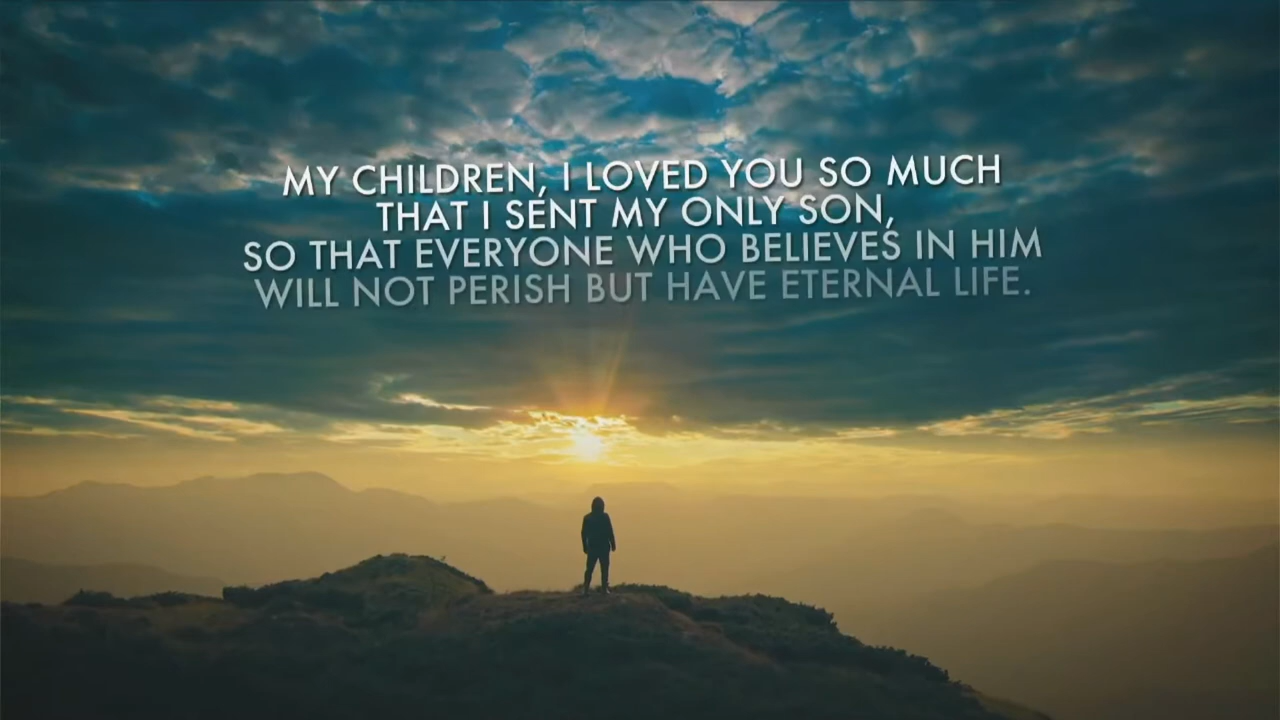 MY CHILDREN, I LOVED YOU SO MUCH
THAT I SENT MY ONLY SON,
SO THAT EVERYONE WHO BELIEVES IN HIM
WILL NOT PERISH BUT HAVE ETERNAL LIFE.